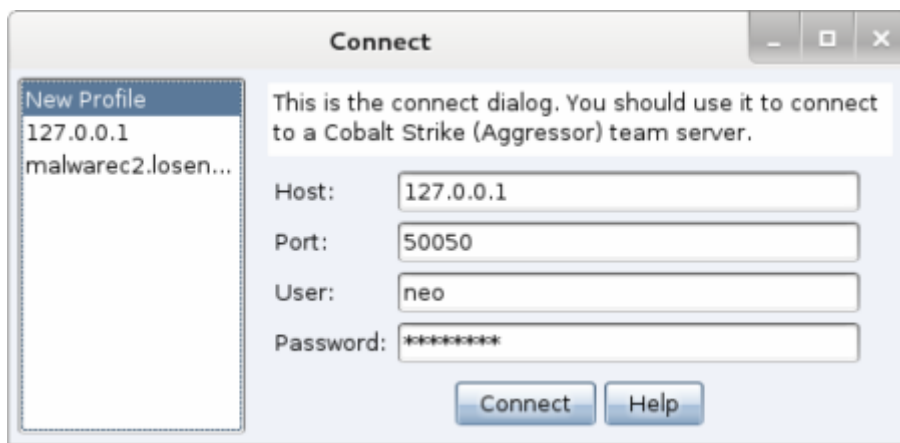 Connect
New Profile
127.0.0.1
malwarec2.losen...
This is the connect dialog. You should use it to connect
to a Cobalt Strike (Aggressor) team server.
Host: 127.0.0.1
Port: 50050
User: neo
Password: ********
Connect Help